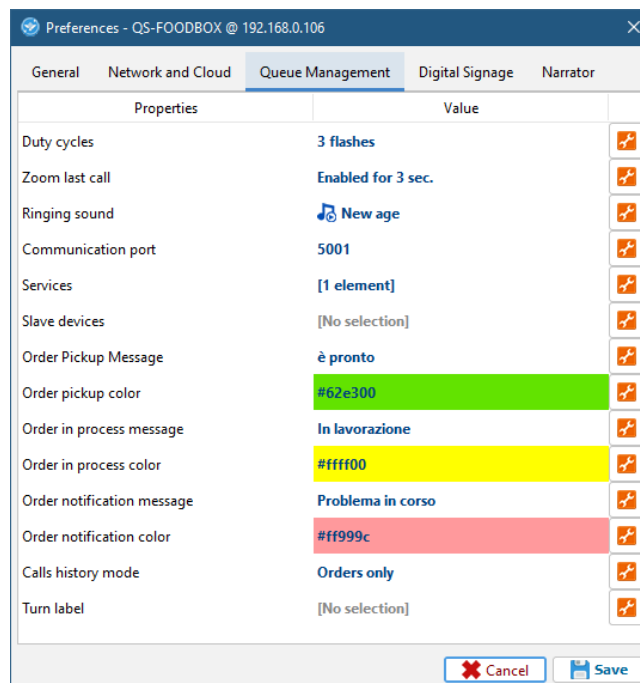 Preferences - QS-FOODBOX @ 192.168.0.106
General Network and Cloud Queue Management Digital Signage Narrator
Properties Value
Duty cycles 3 flashes
Zoom last call Enabled for 3 sec.
Ringing sound New age
Communication port 5001
Services [1 element]
Slave devices [No selection]
Order Pickup Message è pronto
Order pickup color #62e300
Order in process message In lavorazione
Order in process color #ffff00
Order notification message Problema in corso
Order notification color #ff999c
Calls history mode Orders only
Turn label [No selection]
Cancel Save